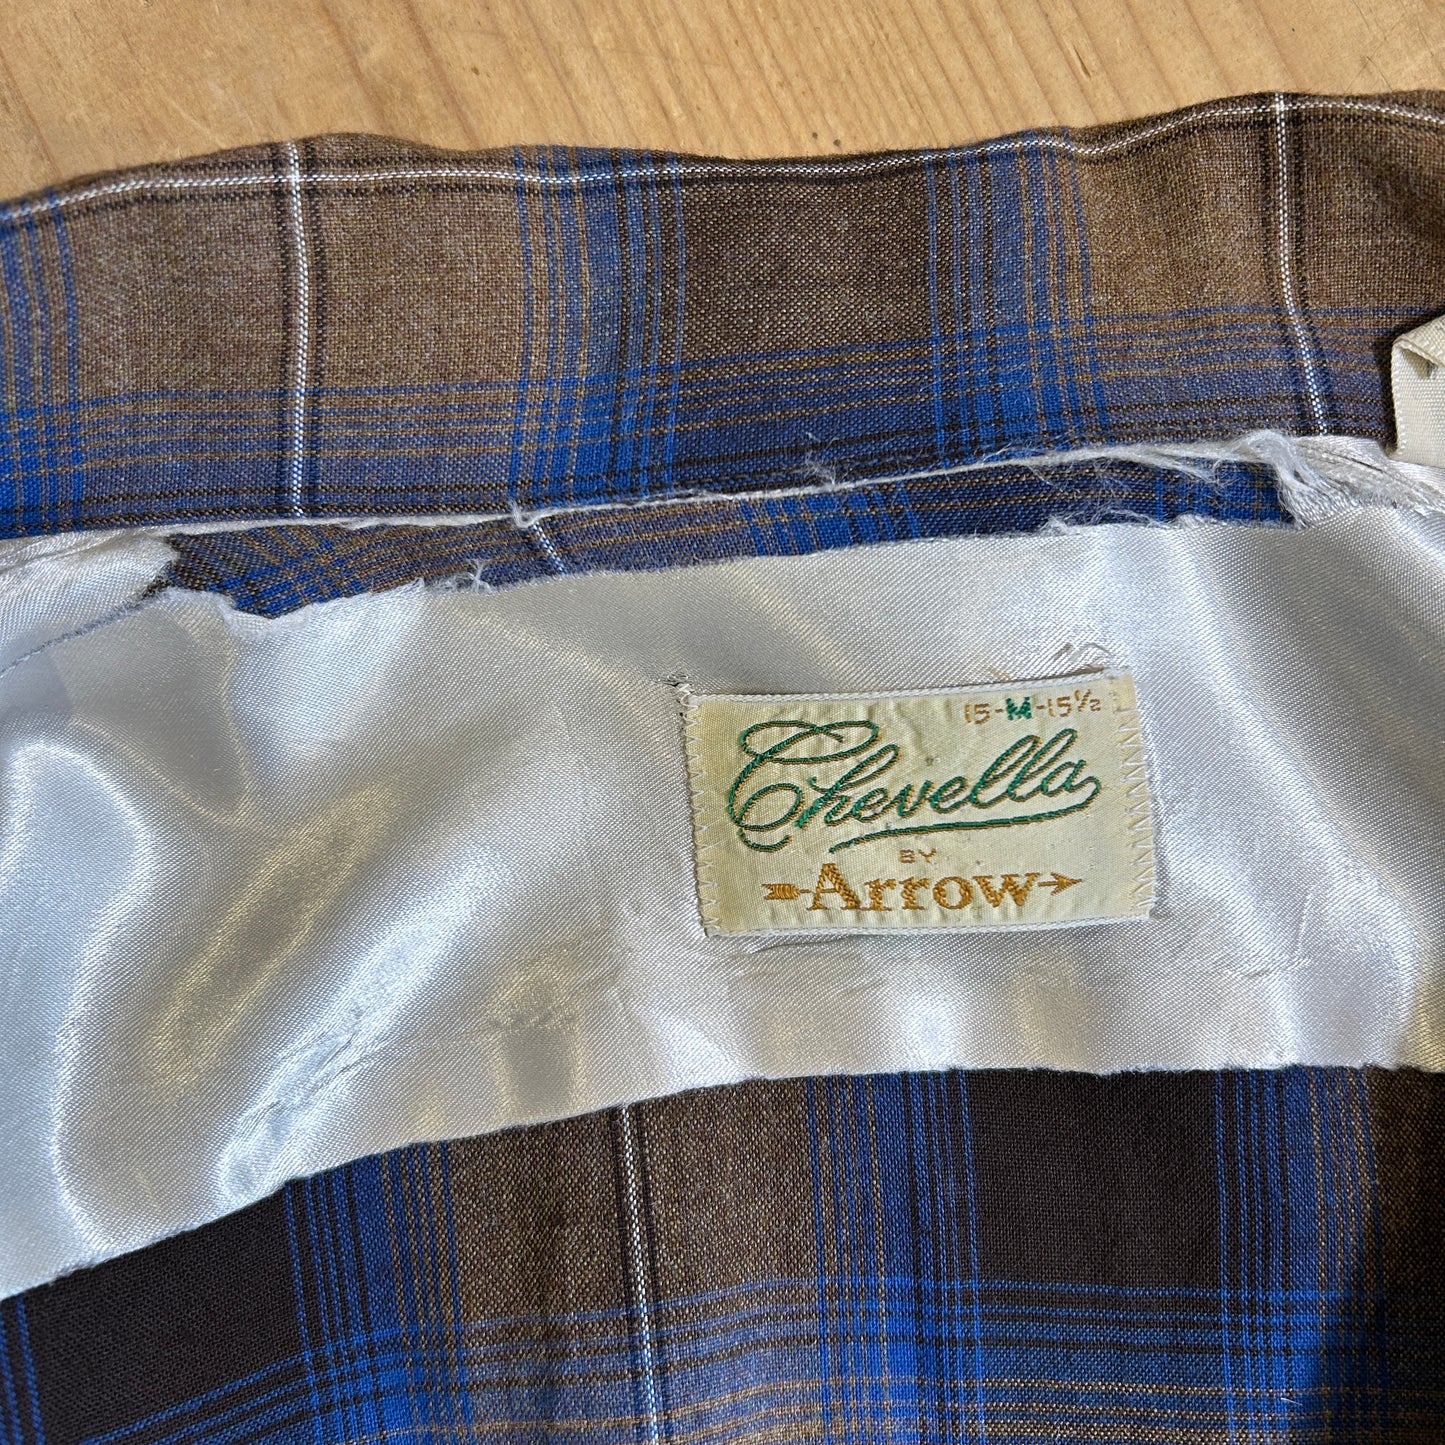 15-M-15½
Chevella
BY
Arrow